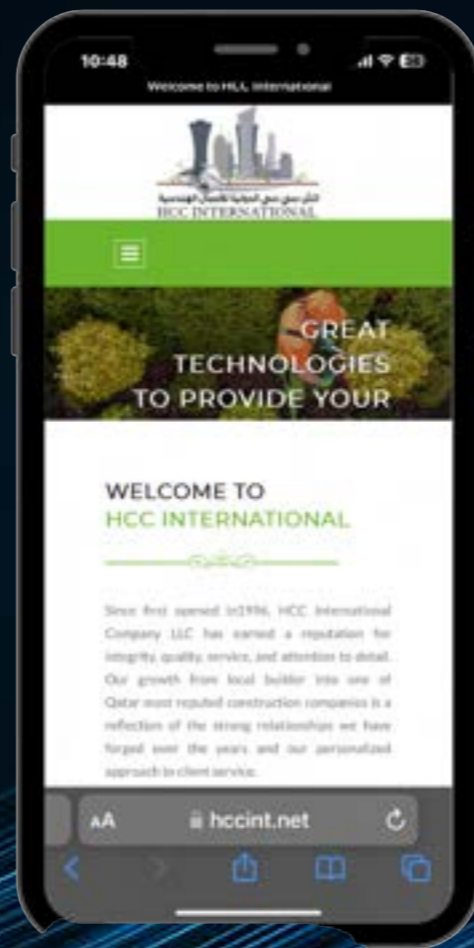 10:48
Welcome to HCC International
HCC INTERNATIONAL
GREAT
TECHNOLOGIES
TO PROVIDE YOUR
WELCOME TO
HCC INTERNATIONAL
Since first opened in1996, HCC International
Company LLC has earned a reputation for
integrity, quality, service, and attention to detail.
Our growth from local builder into one of
Qatar most reputed construction companies is a
reflection of the strong relationships we have
forged over the years and our personalized
approach to client service.
AA hccint.net